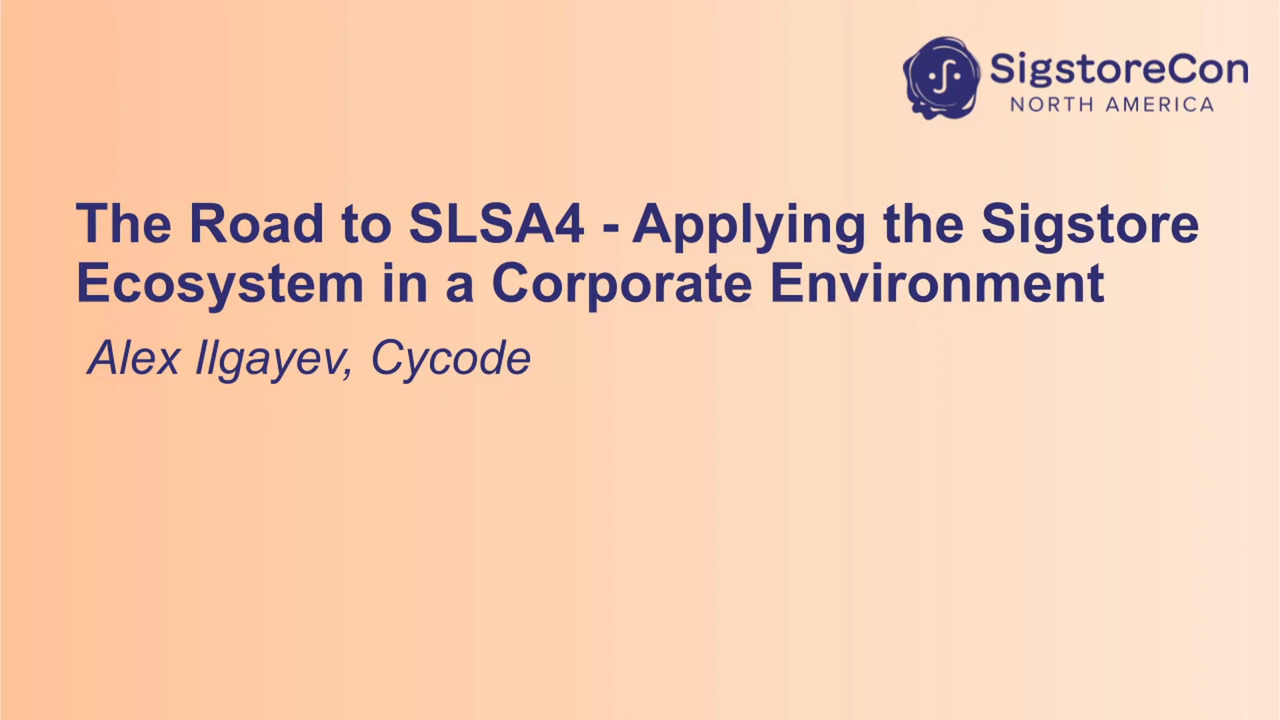 SigstoreCon
NORTH AMERICA
The Road to SLSA4 - Applying the Sigstore
Ecosystem in a Corporate Environment
Alex Ilgayev, Cycode